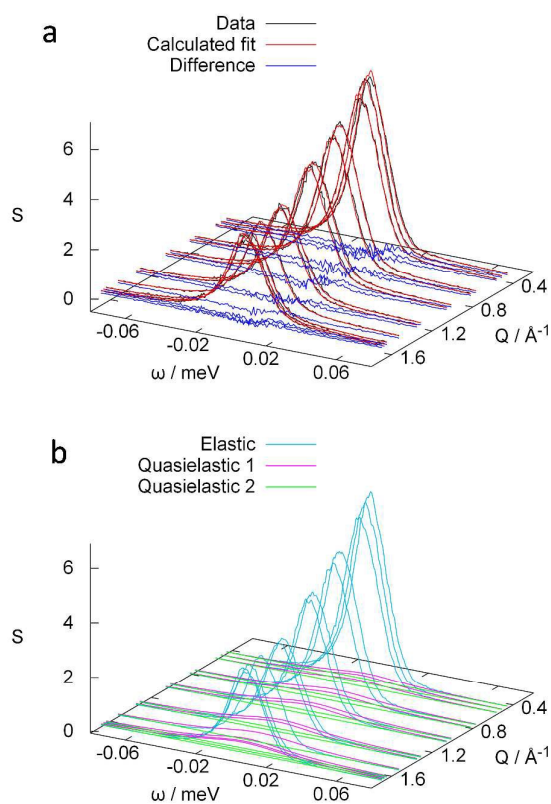 a
Data
Calculated fit
Difference
6
4
2
0
S
-0.06
-0.02
0.02
0.06
ω / meV
0.4
0.8
1.2
1.6
Q / Å⁻¹
b
Elastic
Quasielastic 1
Quasielastic 2
6
4
2
0
S
-0.06
-0.02
0.02
0.06
ω / meV
0.4
0.8
1.2
1.6
Q / Å⁻¹